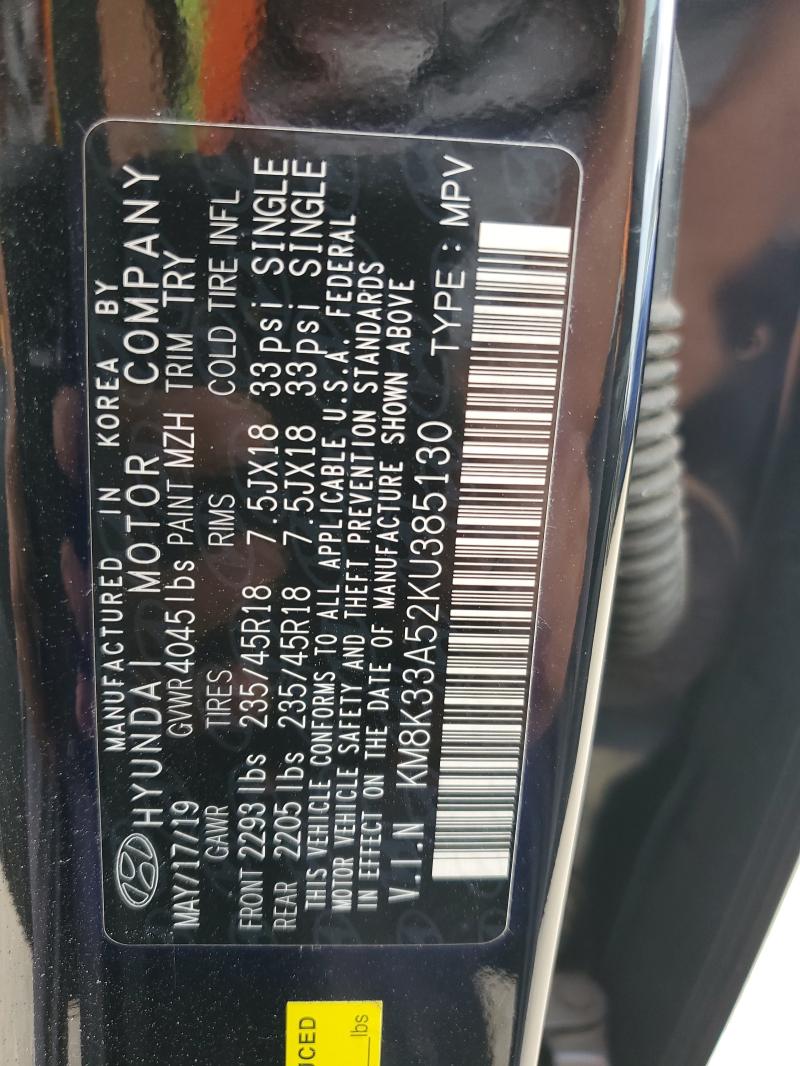 MANUFACTURED IN KOREA BY
HYUNDAI MOTOR COMPANY
MAY/17/19 GVWR 4045lbs PAINT MZH TRIM TRY
GAWR TIRES RIMS COLD TIRE INFL
FRONT 2293 lbs 235/45R18 7.5JX18 33psi SINGLE
REAR 2205 lbs 235/45R18 7.5JX18 33psi SINGLE
THIS VEHICLE CONFORMS TO ALL APPLICABLE U.S.A. FEDERAL
MOTOR VEHICLE SAFETY AND THEFT PREVENTION STANDARDS
IN EFFECT ON THE DATE OF MANUFACTURE SHOWN ABOVE
V.I.N KM8K33A52KU385130 TYPE : MPV
UCED
lbs